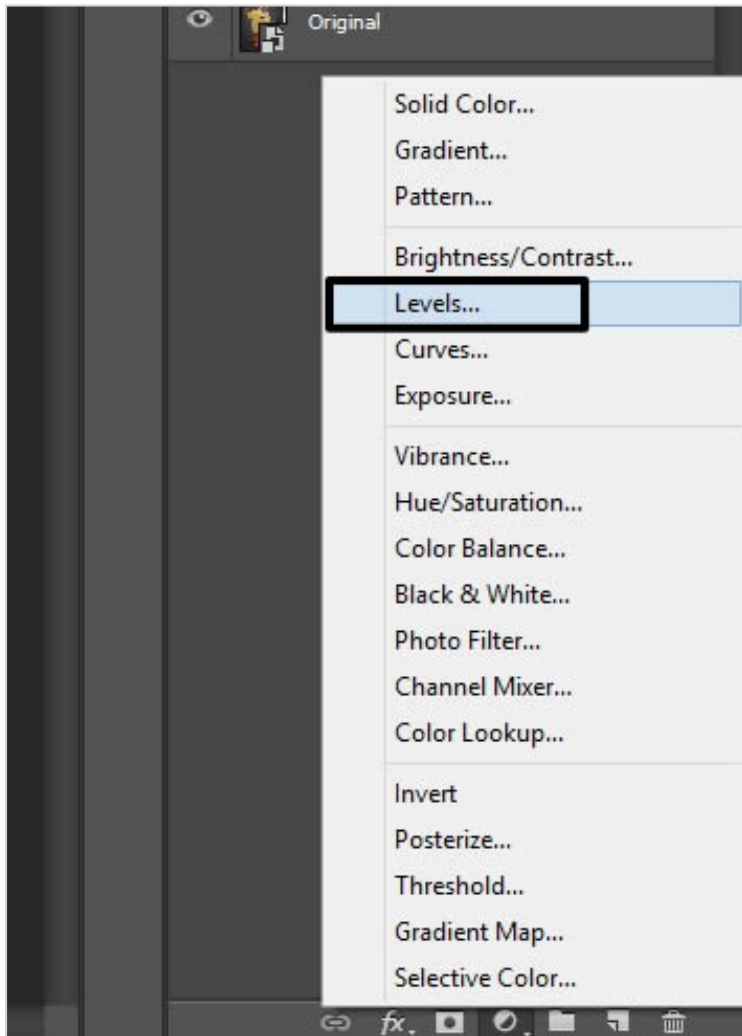 Original
Solid Color...
Gradient...
Pattern...
Brightness/Contrast...
Levels...
Curves...
Exposure...
Vibrance...
Hue/Saturation...
Color Balance...
Black & White...
Photo Filter...
Channel Mixer...
Color Lookup...
Invert
Posterize...
Threshold...
Gradient Map...
Selective Color...
fx